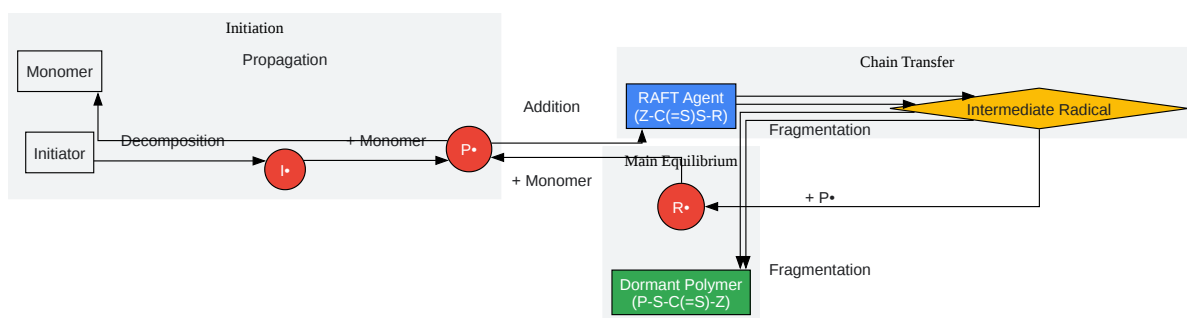 Initiation
Propagation
Monomer
Chain Transfer
RAFT Agent
(Z-C(=S)S-R)
Intermediate Radical
Addition
Fragmentation
Decomposition
+ Monomer
Initiator
P•
I•
Main Equilibrium
+ Monomer
R•
+ P•
Fragmentation
Dormant Polymer
(P-S-C(=S)-Z)